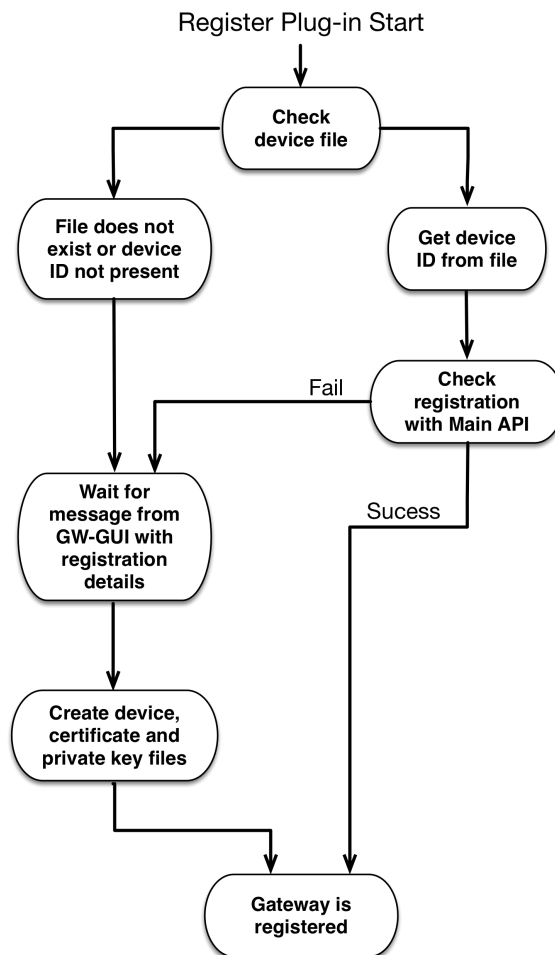 Register Plug-in Start
Check
device file
File does not
exist or device
ID not present
Get device
ID from file
Fail
Check
registration
with Main API
Wait for
message from
GW-GUI with
registration
details
Sucess
Create device,
certificate and
private key files
Gateway is
registered